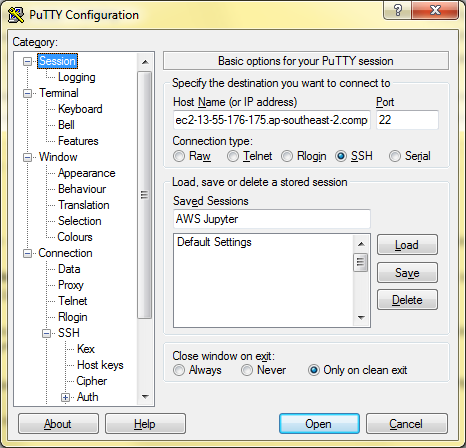 PuTTY Configuration
Category:
Session
Logging
Terminal
Keyboard
Bell
Features
Window
Appearance
Behaviour
Translation
Selection
Colours
Connection
Data
Proxy
Telnet
Rlogin
SSH
Kex
Host keys
Cipher
Auth
Basic options for your PuTTY session
Specify the destination you want to connect to
Host Name (or IP address) Port
ec2-13-55-176-175.ap-southeast-2.comp 22
Connection type:
Raw Telnet Rlogin SSH Serial
Load, save or delete a stored session
Saved Sessions
AWS Jupyter
Default Settings
Load
Save
Delete
Close window on exit:
Always Never Only on clean exit
About Help Open Cancel